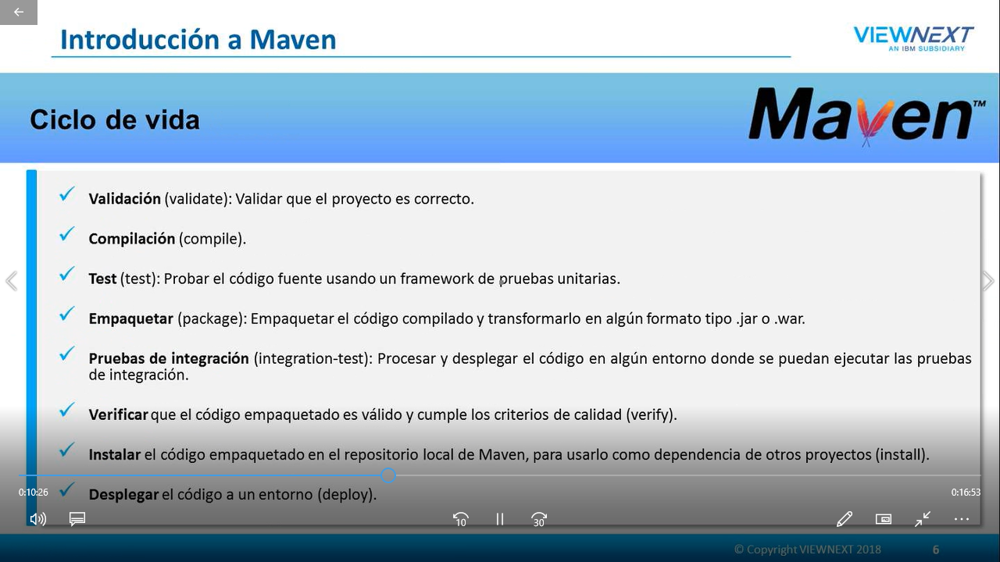 Introducción a Maven
VIEWNEXT
AN IBM SUBSIDIARY
Ciclo de vida
Maven™
Validación (validate): Validar que el proyecto es correcto.
Compilación (compile).
Test (test): Probar el código fuente usando un framework de pruebas unitarias.
Empaquetar (package): Empaquetar el código compilado y transformarlo en algún formato tipo .jar o .war.
Pruebas de integración (integration-test): Procesar y desplegar el código en algún entorno donde se puedan ejecutar las pruebas
de integración.
Verificar que el código empaquetado es válido y cumple los criterios de calidad (verify).
Instalar el código empaquetado en el repositorio local de Maven, para usarlo como dependencia de otros proyectos (install).
0:10:26
0:16:53
Desplegar el código a un entorno (deploy).
10
30
© Copyright VIEWNEXT 2018
6